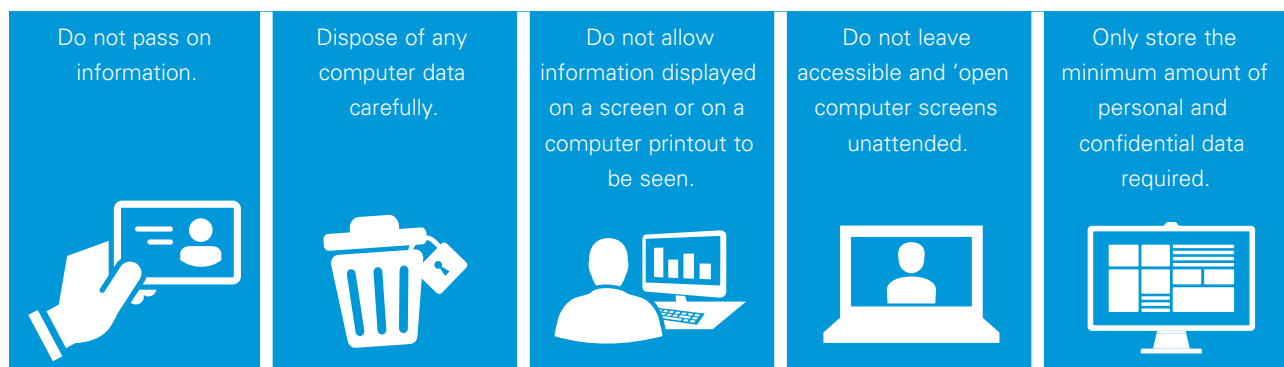 Do not pass on
information.
Dispose of any
computer data
carefully.
Do not allow
information displayed
on a screen or on a
computer printout to
be seen.
Do not leave
accessible and ‘open
computer screens
unattended.
Only store the
minimum amount of
personal and
confidential data
required.